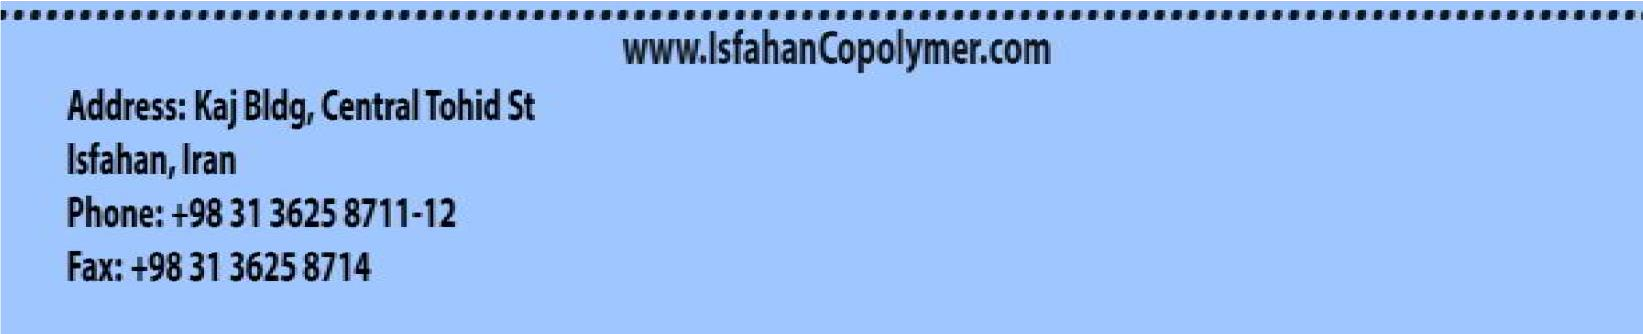 www.IsfahanCopolymer.com
Address: Kaj Bldg, Central Tohid St
Isfahan, Iran
Phone: +98 31 3625 8711-12
Fax: +98 31 3625 8714